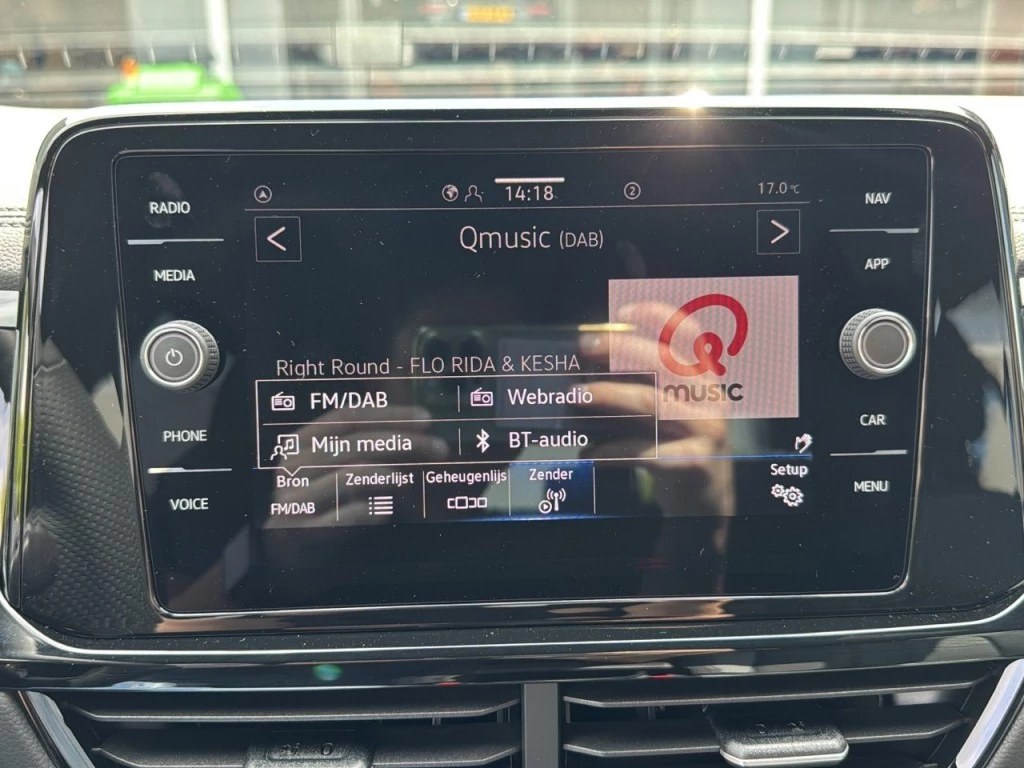 RADIO
MEDIA
PHONE
VOICE
14:18
2
17.0°C
Qmusic (DAB)
MUSIC
Right Round - FLO RIDA & KESHA
FM/DAB
Webradio
Mijn media
BT-audio
Bron
FM/DAB
Zenderlijst
Geheugenlijs
Zender
Setup
NAV
APP
CAR
MENU